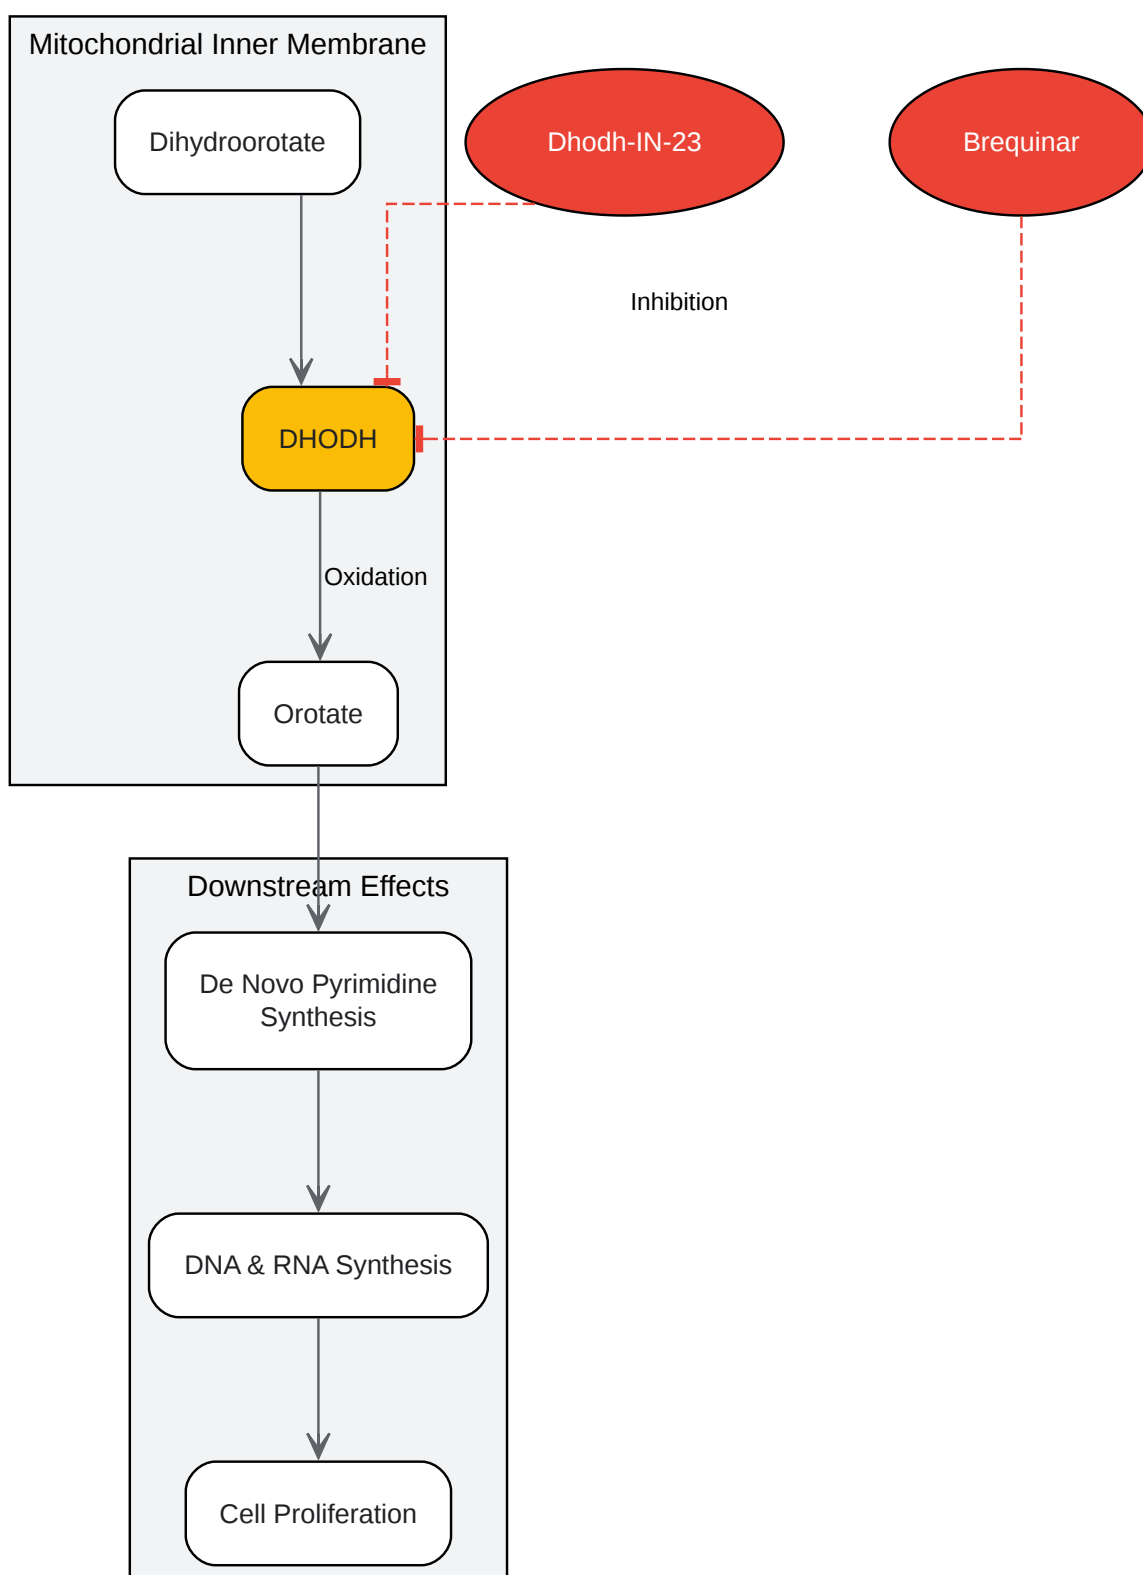 Mitochondrial Inner Membrane
Dihydroorotate
Dhodh-IN-23
Brequinar
Inhibition
DHODH
Oxidation
Orotate
Downstream Effects
De Novo Pyrimidine
Synthesis
DNA & RNA Synthesis
Cell Proliferation